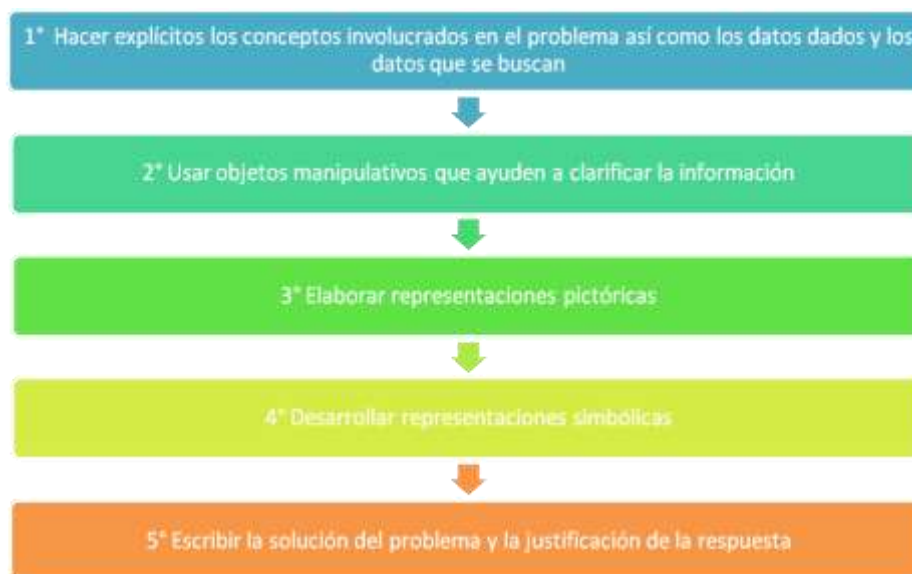 1° Hacer explícitos los conceptos involucrados en el problema así como los datos dados y los
datos que se buscan
2° Usar objetos manipulativos que ayuden a clarificar la información
3° Elaborar representaciones pictóricas
4° Desarrollar representaciones simbólicas
5° Escribir la solución del problema y la justificación de la respuesta